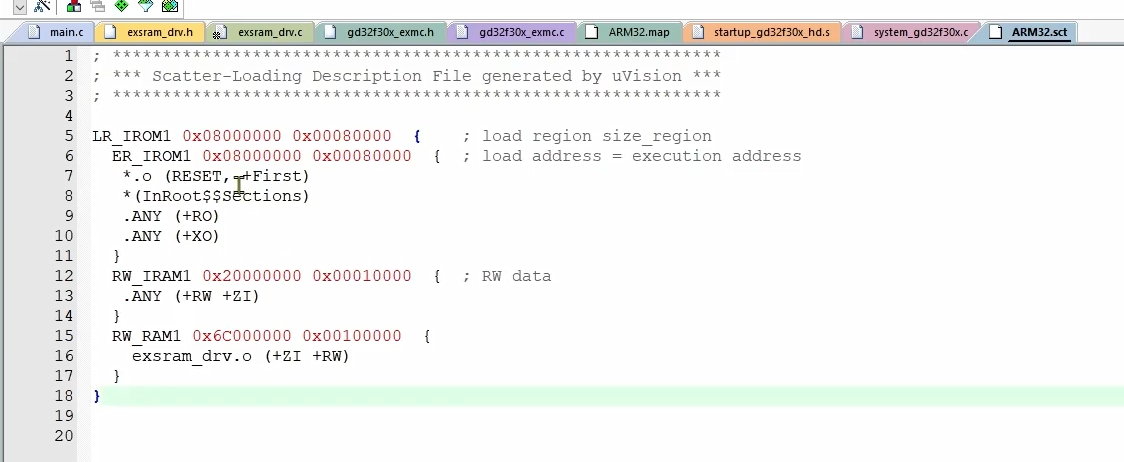 main.c exsram_drv.h exsram_drv.c gd32f30x_exmc.h gd32f30x_exmc.c ARM32.map startup_gd32f30x_hd.s system_gd32f30x.c ARM32.sct
1 ; *************************************************************
2 ; *** Scatter-Loading Description File generated by uVision ***
3 ; *************************************************************
4
5 LR_IROM1 0x08000000 0x00080000 { ; load region size_region
6 ER_IROM1 0x08000000 0x00080000 { ; load address = execution address
7 *.o (RESET, +First)
8 *(InRoot$$Sections)
9 .ANY (+RO)
10 .ANY (+XO)
11 }
12 RW_IRAM1 0x20000000 0x00010000 { ; RW data
13 .ANY (+RW +ZI)
14 }
15 RW_RAM1 0x6C000000 0x00100000 {
16 exsram_drv.o (+ZI +RW)
17 }
18 }
19
20